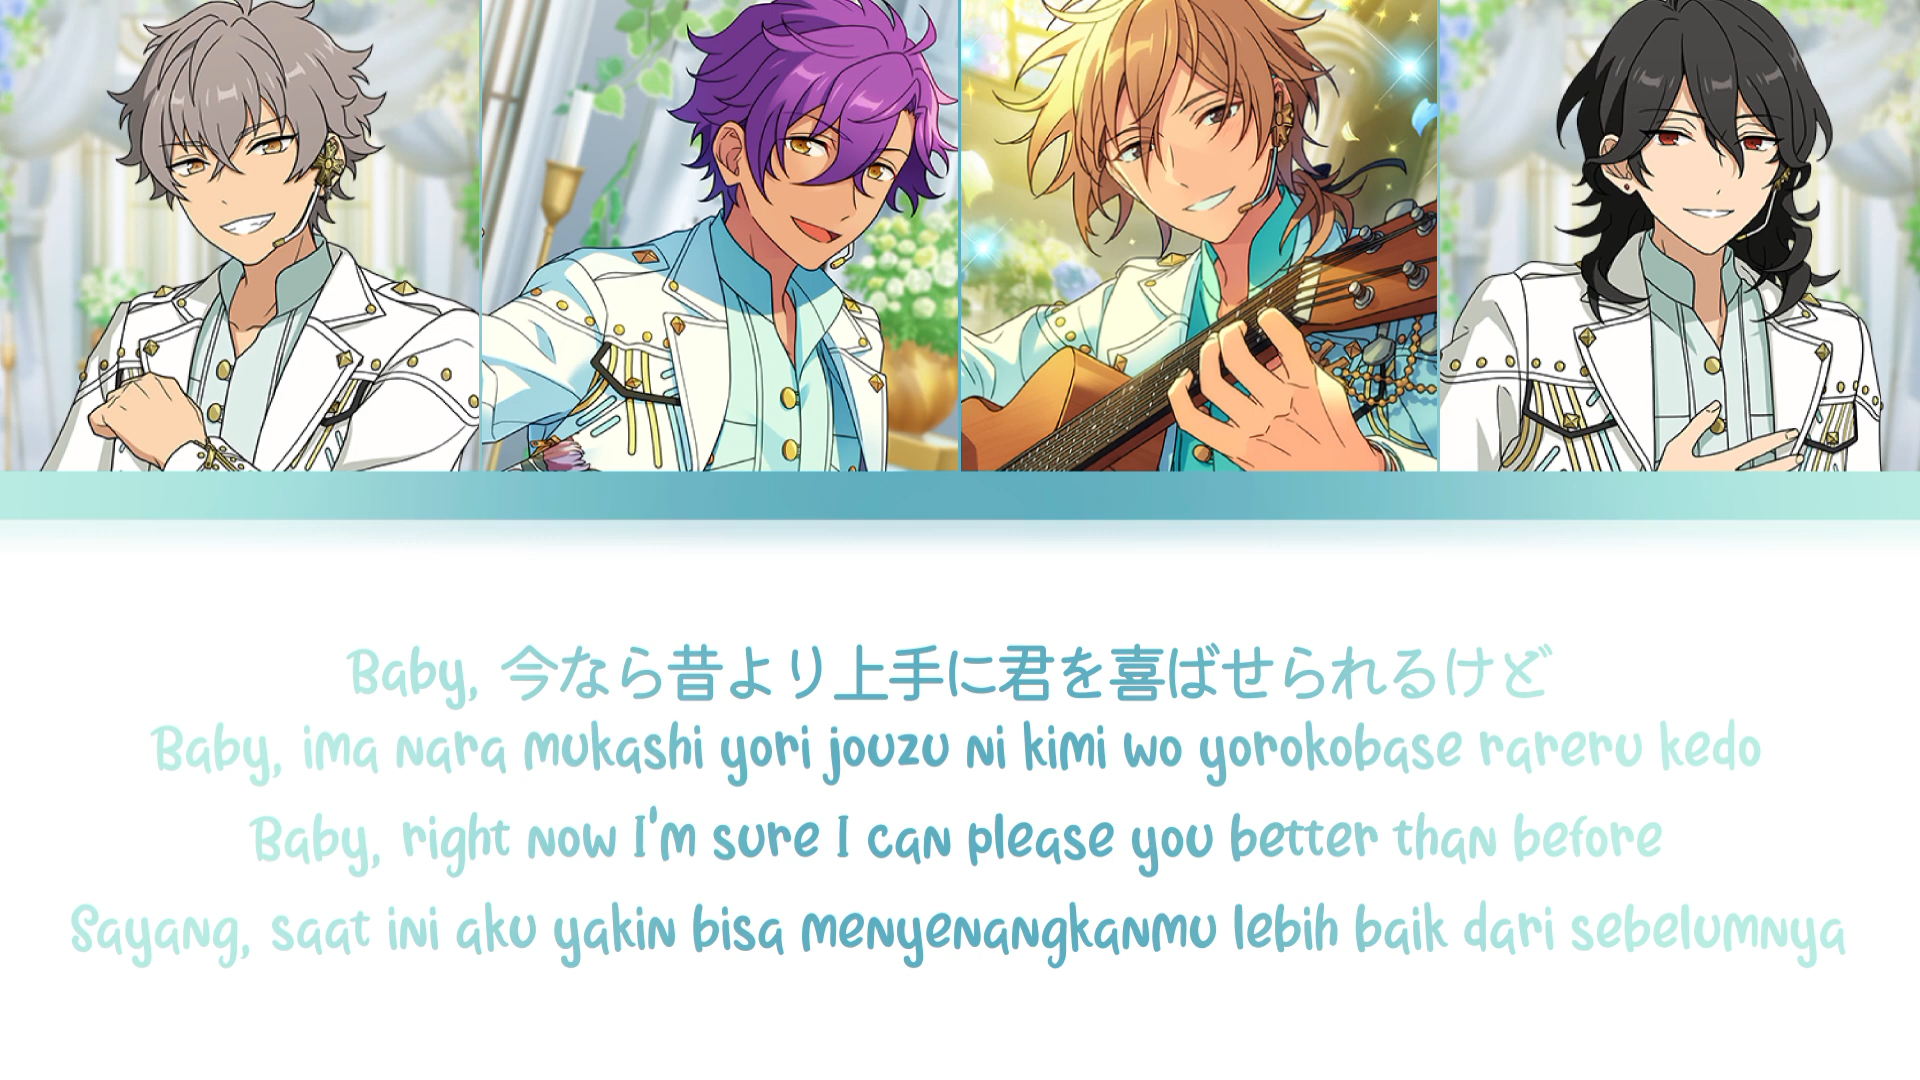 Baby, 今なら昔より上手に君を喜ばせられるけど
Baby, ima nara mukashi yori jouzu ni kimi wo yorokobase rareru kedo
Baby, right now I'm sure I can please you better than before
Sayang, saat ini aku yakin bisa menyenangkanmu lebih baik dari sebelumnya